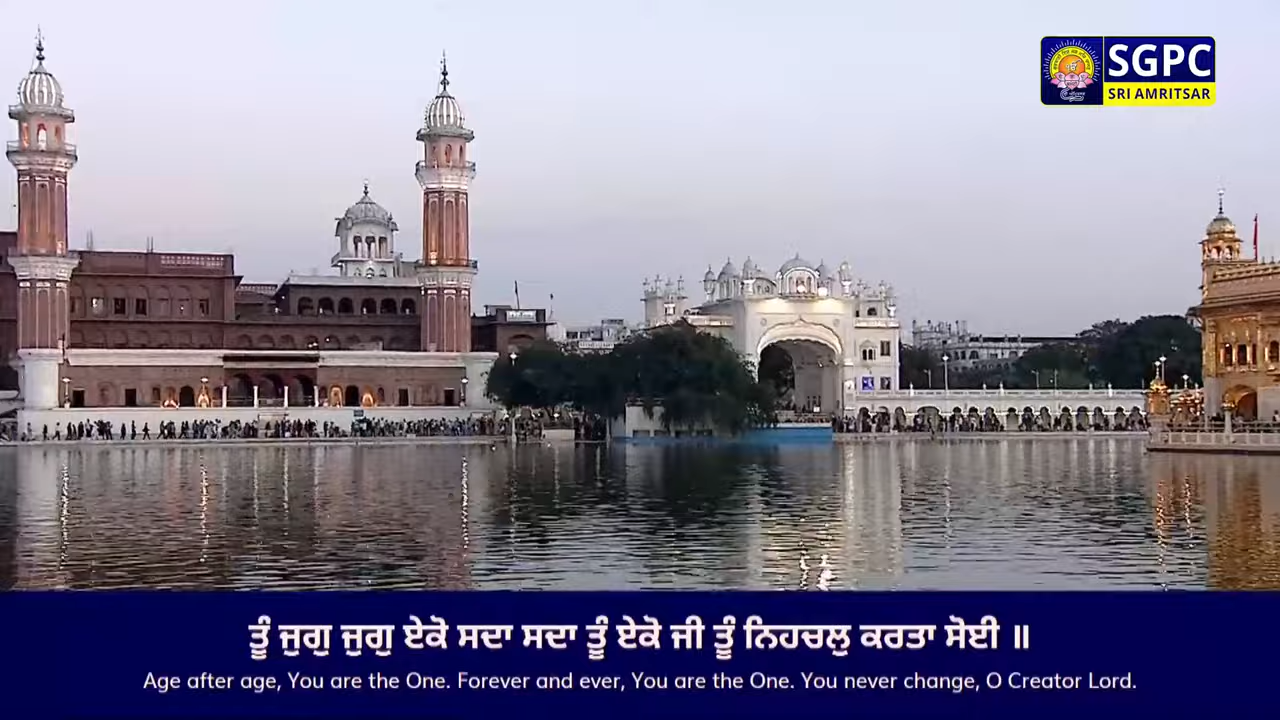 SGPC
SRI AMRITSAR
ਤੂੰ ਜੁਗੁ ਜੁਗੁ ਏਕੋ ਸਦਾ ਸਦਾ ਤੂੰ ਏਕੋ ਜੀ ਤੂੰ ਨਿਹਚਲੁ ਕਰਤਾ ਸੋਈ ॥
Age after age, You are the One. Forever and ever, You are the One. You never change, O Creator Lord.